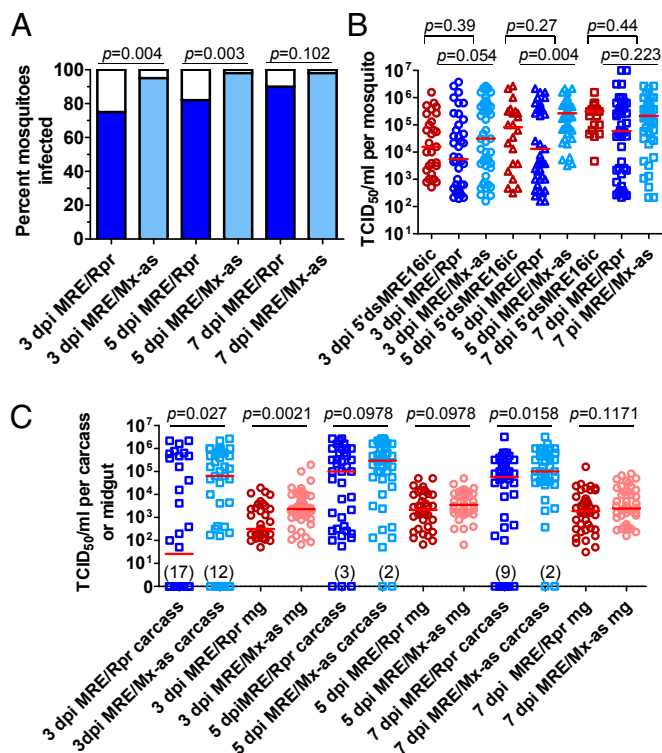 A
p=0.004 p=0.003 p=0.102
Percent mosquitoes
infected
100
80
60
40
20
0
3 dpi MRE/Rpr
3 dpi MRE/Mx-as
5 dpi MRE/Rpr
5 dpi MRE/Mx-as
7 dpi MRE/Rpr
7 dpi MRE/Mx-as
B
p=0.39 p=0.27 p=0.44
p=0.054 p=0.004 p=0.223
TCID50/ml per mosquito
10^7
10^6
10^5
10^4
10^3
10^2
10^1
3 dpi 5'dsMRE16ic
3 dpi MRE/Rpr
3 dpi MRE/Mx-as
5 dpi 5'dsMRE16ic
5 dpi MRE/Rpr
5 dpi MRE/Mx-as
7 dpi 5'dsMRE16ic
7 dpi MRE/Rpr
7 pi MRE/Mx-as
C
p=0.027 p=0.0021 p=0.0978 p=0.0978 p=0.0158 p=0.1171
TCID50/ml per carcass
or midgut
10^7
10^6
10^5
10^4
10^3
10^2
10^1
0
(17) (12) (3) (2) (9) (2)
3 dpi MRE/Rpr carcass
3dpi MRE/Mx-as carcass
3 dpi MRE/Rpr mg
3 dpi MRE/Mx-as mg
5 dpiMRE/Rpr carcass
5 dpi MRE/Mx-as carcass
5 dpi MRE/Rpr mg
5 dpi MRE/Mx-as mg
7 dpi MRE/Rpr carcass
7 dpi MRE/Mx-as carcass
7 dpi MRE/Rpr mg
7 dpi MRE/Mx-as mg